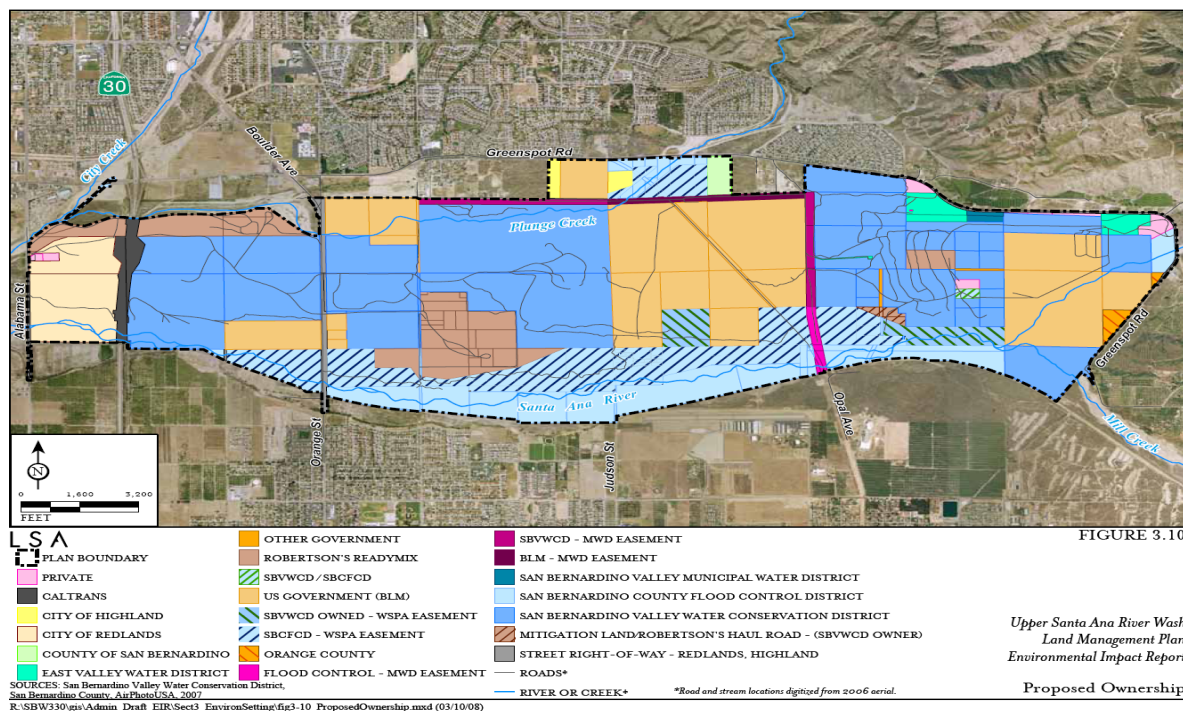 CALIFORNIA
30
City Creek
Boulder Ave
Greenspot Rd
Plunge Creek
Alabama St
Greenspot Rd
Santa Ana River
Orange St
Judson St
Opal Ave
Mill Creek
N
0 1,600 3,200
FEET
LSA
FIGURE 3.10
PLAN BOUNDARY
PRIVATE
CALTRANS
CITY OF HIGHLAND
CITY OF REDLANDS
COUNTY OF SAN BERNARDINO
EAST VALLEY WATER DISTRICT
OTHER GOVERNMENT
ROBERTSON'S READYMIX
SBVWCD/SBCFCD
US GOVERNMENT (BLM)
SBVWCD OWNED - WSPA EASEMENT
SBCFCD - WSPA EASEMENT
ORANGE COUNTY
FLOOD CONTROL - MWD EASEMENT
SBVWCD - MWD EASEMENT
BLM - MWD EASEMENT
SAN BERNARDINO VALLEY MUNICIPAL WATER DISTRICT
SAN BERNARDINO COUNTY FLOOD CONTROL DISTRICT
SAN BERNARDINO VALLEY WATER CONSERVATION DISTRICT
MITIGATION LAND/ROBERTSON'S HAUL ROAD - (SBVWCD OWNER)
STREET RIGHT-OF-WAY - REDLANDS, HIGHLAND
ROADS*
RIVER OR CREEK+
*Road and stream locations digitized from 2006 aerial.
Upper Santa Ana River Wash
Land Management Plan
Environmental Impact Report
Proposed Ownership
SOURCES: San Bernardino Valley Water Conservation District,
San Bernardino County, AirPhotoUSA, 2007
R:\SBW330\gis\Admin_Draft_EIR\Sect3_EnvironSetting\fig3-10_ProposedOwnership.mxd (03/10/08)